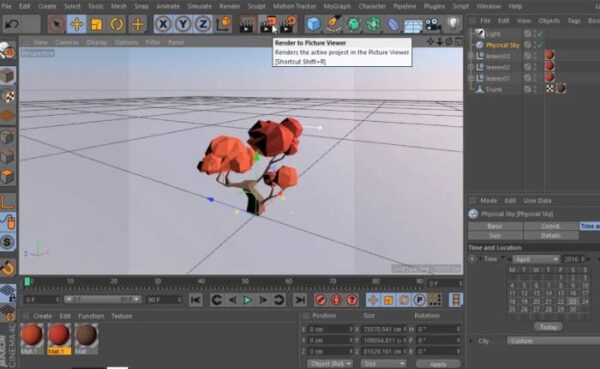 Select Tools Mesh Snap Animate Simulate Render Sculpt Motion Tracker MoGraph Character Pipeline Plugins Script Window Help
File Edit View Objects Tags
Light
Physical Sky
leaves03
leaves02
leaves01
Trunk
View Cameras Display Options Filter Panel
Perspective
Render to Picture Viewer
Renders the active project in the Picture Viewer
[Shortcut Shift+R]
Mode Edit User Data
Physical Sky [Physical Sky]
Basic Coord. Time an
Sun Details
Time and Location
Time April 2016
M T W T F S S
Today
City Custom
0 10 20 30 40 50 60 70 80 90
0 F
0 F 90 F 90 F
Create Edit Function Texture
Mat.1 Mat.1 Mat
Position Size Rotation
X 0 cm X 79370.541 cm H 0 °
Y 0 cm Y 108054.811 cm P 0 °
Z 0 cm Z 81629.161 cm B 0 °
Object (Rel) Size Apply
MAXON
CINEMA 4D